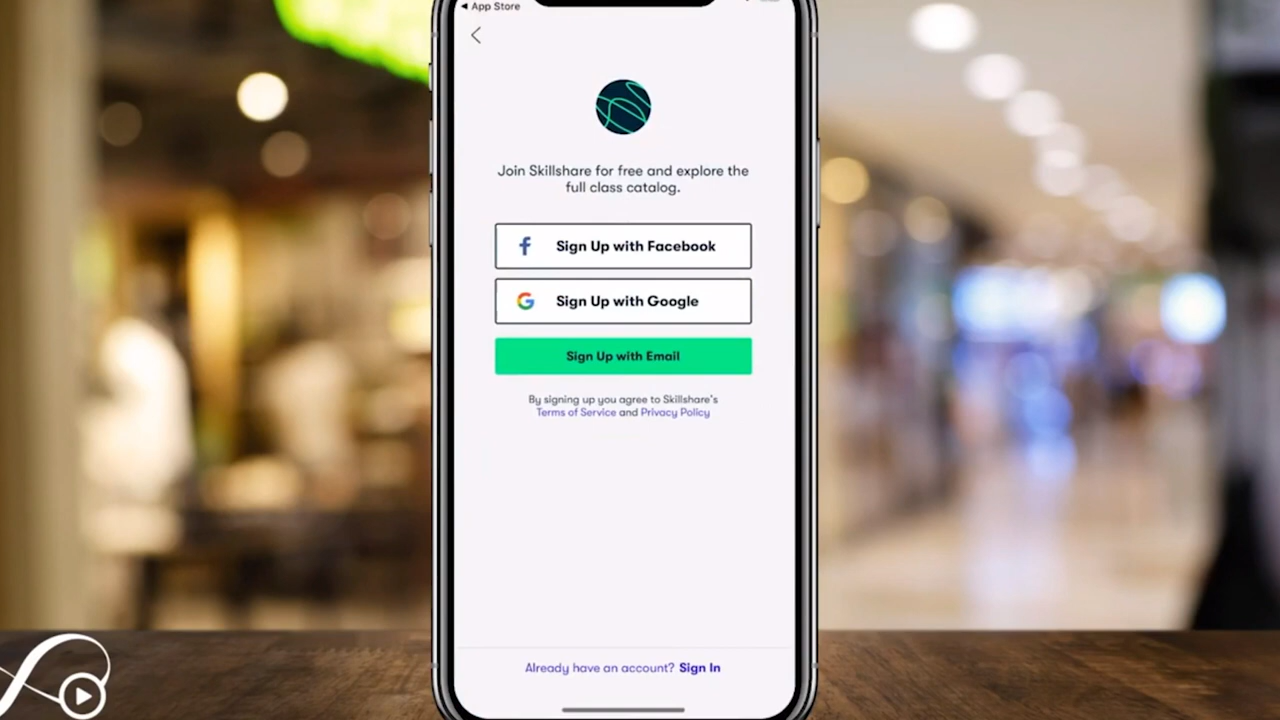 ◀ App Store
Join Skillshare for free and explore the
full class catalog.
Sign Up with Facebook
Sign Up with Google
Sign Up with Email
By signing up you agree to Skillshare's
Terms of Service and Privacy Policy
Already have an account? Sign In